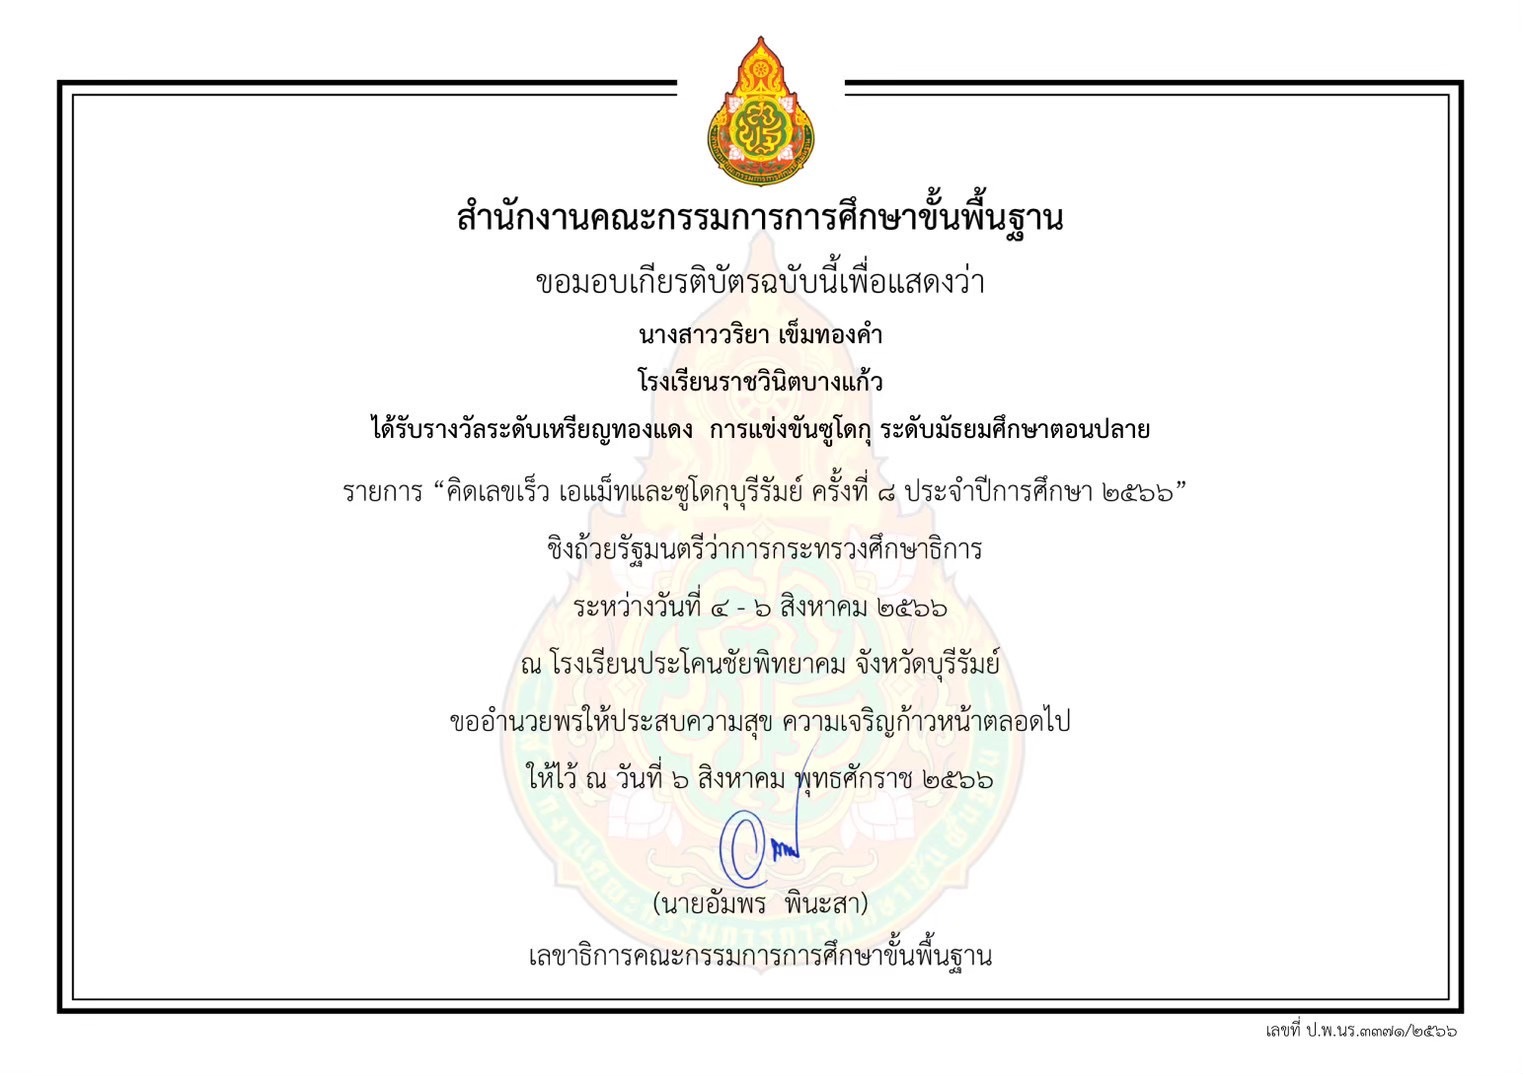 สำนักงานคณะกรรมการการศึกษาขั้นพื้นฐาน
ขอมอบเกียรติบัตรฉบับนี้เพื่อแสดงว่า
นางสาววริยา เข็มทองคำ
โรงเรียนราชวินิตบางแก้ว
ได้รับรางวัลระดับเหรียญทองแดง การแข่งขันซูโดกุ ระดับมัธยมศึกษาตอนปลาย
รายการ “คิดเลขเร็ว เอแม็ทและซูโดกุบุรีรัมย์ ครั้งที่ ๘ ประจำปีการศึกษา ๒๕๖๖”
ชิงถ้วยรัฐมนตรีว่าการกระทรวงศึกษาธิการ
ระหว่างวันที่ ๔ - ๖ สิงหาคม ๒๕๖๖
ณ โรงเรียนประโคนชัยพิทยาคม จังหวัดบุรีรัมย์
ขออำนวยพรให้ประสบความสุข ความเจริญก้าวหน้าตลอดไป
ให้ไว้ ณ วันที่ ๖ สิงหาคม พุทธศักราช ๒๕๖๖
(นายอัมพร พินะสา)
เลขาธิการคณะกรรมการการศึกษาขั้นพื้นฐาน
เลขที่ ป.พ.นร.๓๓๗๑/๒๕๖๖